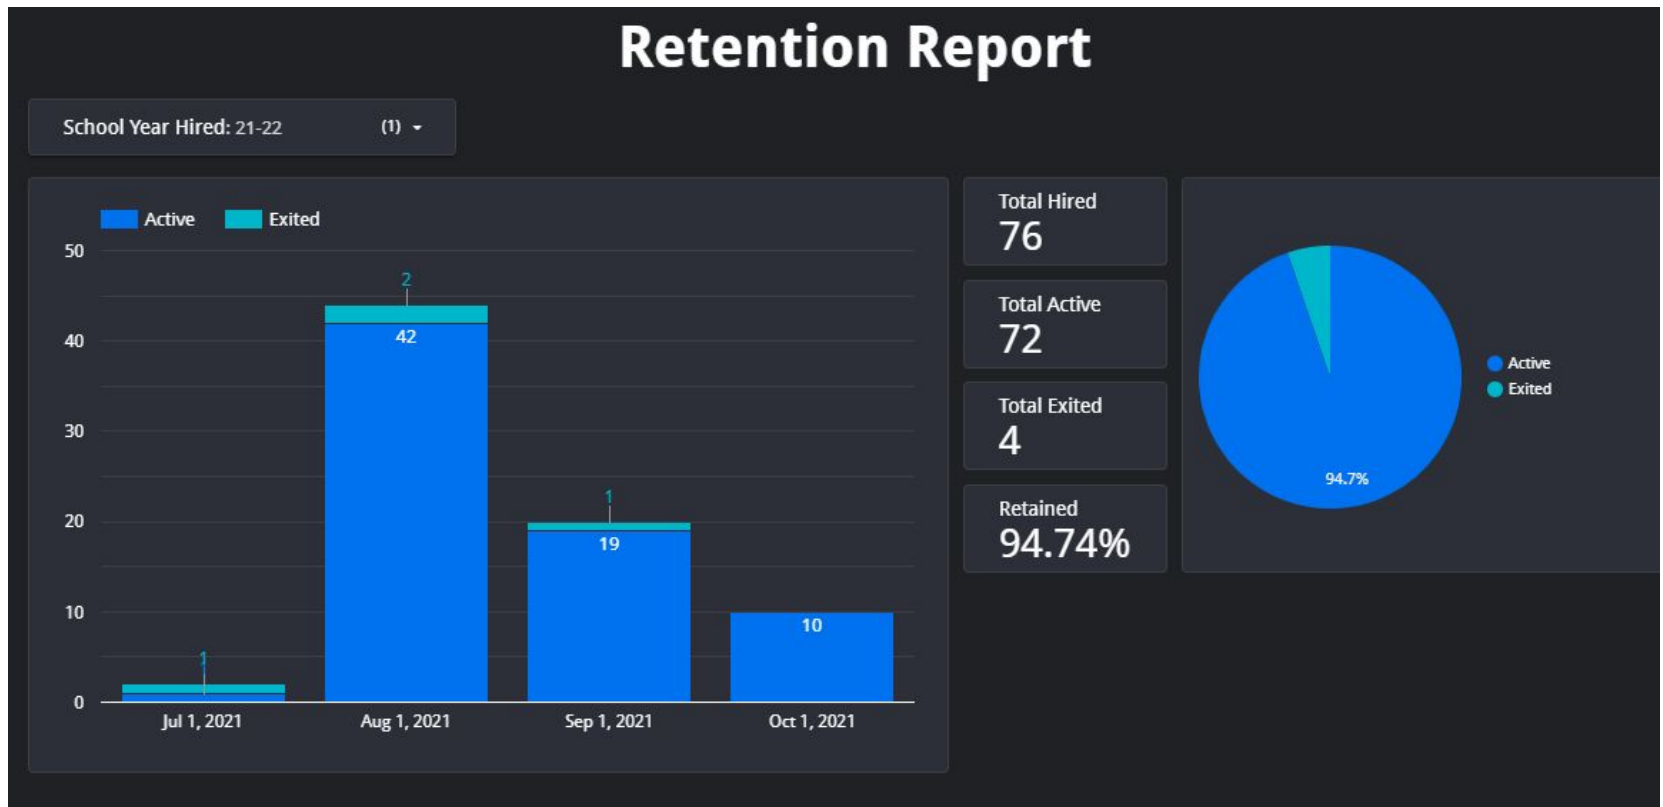 Retention Report
School Year Hired: 21-22 (1)
Active Exited
50
40
30
20
10
0
2
42
1
19
1
10
Jul 1, 2021 Aug 1, 2021 Sep 1, 2021 Oct 1, 2021
Total Hired
76
Total Active
72
Total Exited
4
Retained
94.74%
94.7%
Active
Exited